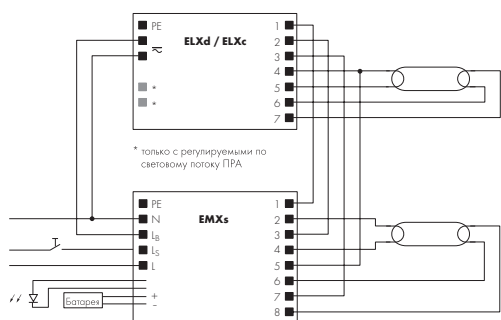 PE
ELXd / ELXc
1
2
3
4
5
6
7
*
*
* только с регулируемыми по
световому потоку ПРА
PE
EMXs
N
LB
LS
L
1
2
3
4
5
6
7
8
Батарея
+
-